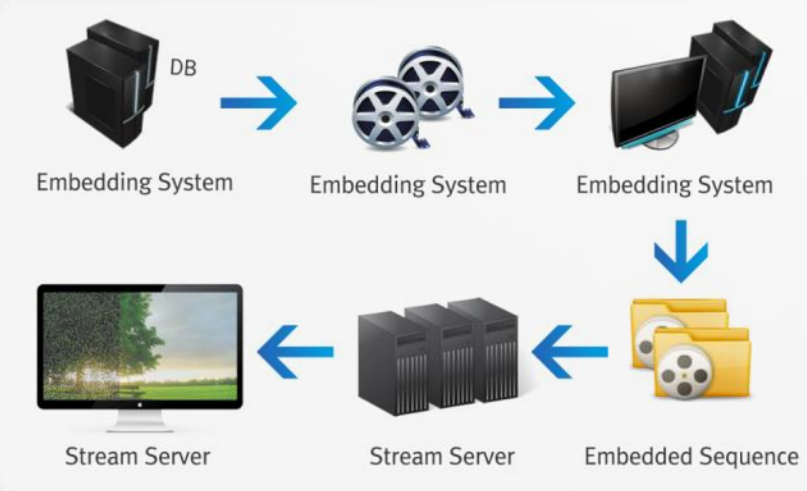 DB
Embedding System
Embedding System
Embedding System
Stream Server
Stream Server
Embedded Sequence